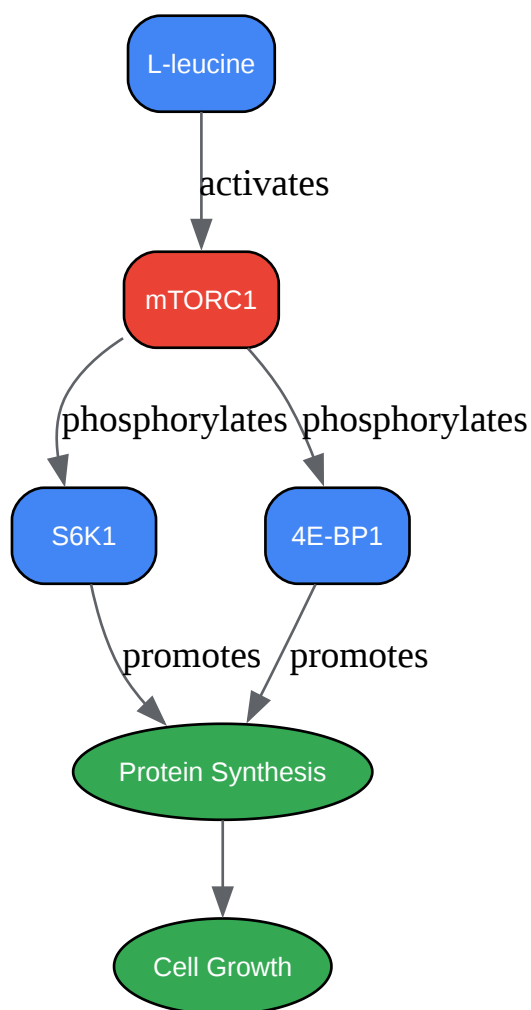 L-leucine
activates
mTORC1
phosphorylates phosphorylates
S6K1 4E-BP1
promotes promotes
Protein Synthesis
Cell Growth